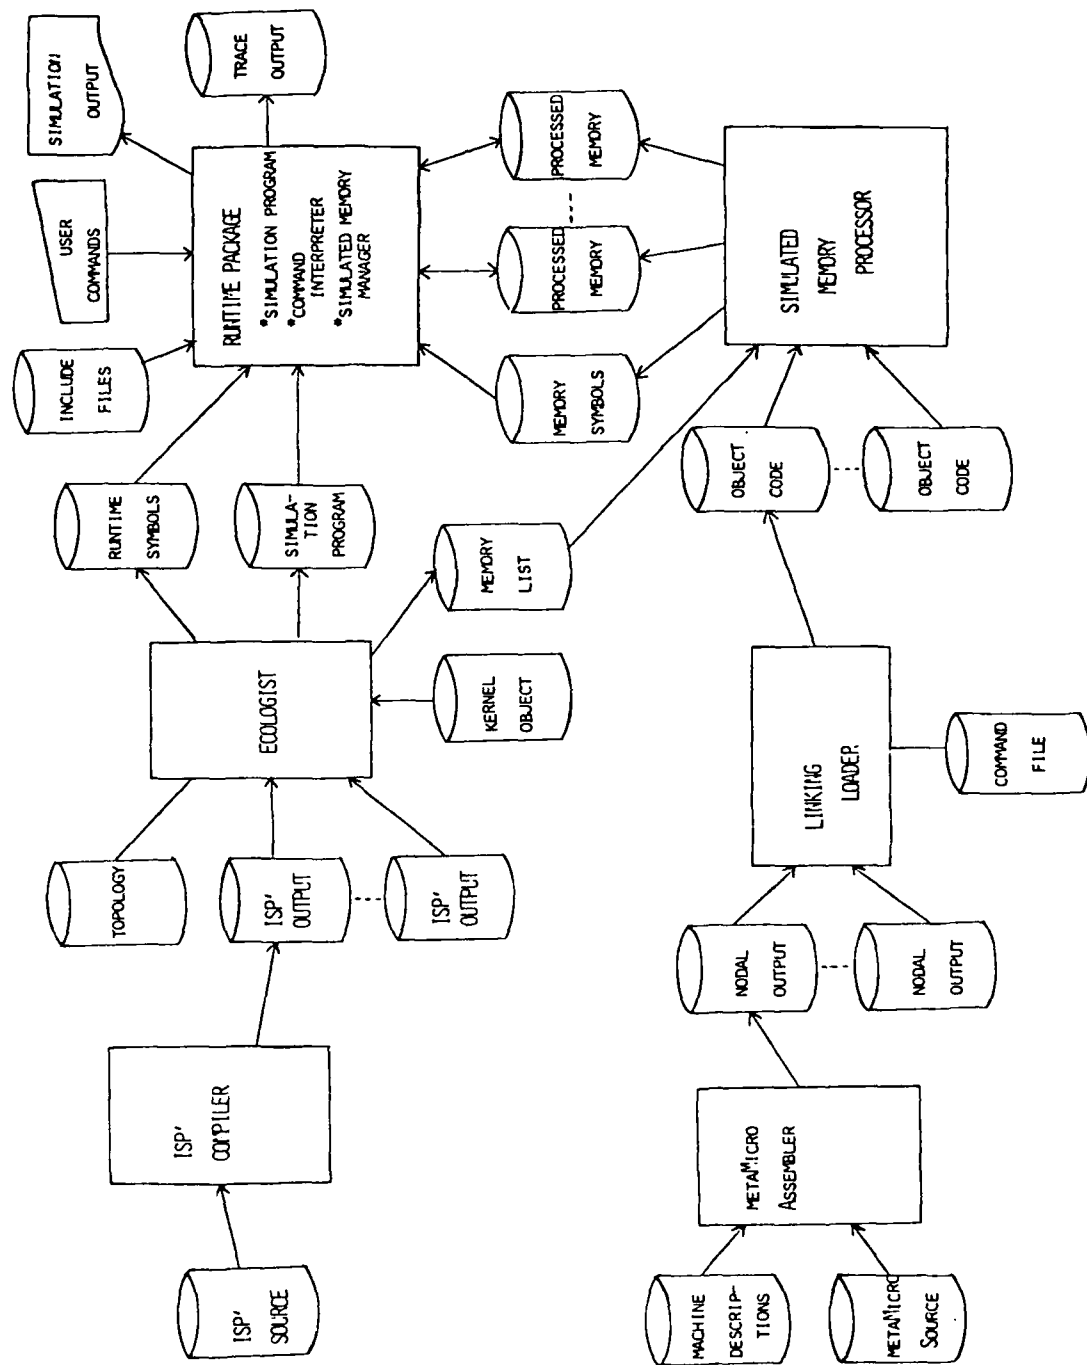 ISP'
SOURCE
ISP'
COMPILER
TOPOLOGY
ISP'
OUTPUT
ISP'
OUTPUT
ECOLOGIST
KERNEL
OBJECT
MEMORY
LIST
RUNTIME
SYMBOLS
SIMULA-
TION
PROGRAM
INCLUDE
FILES
USER
COMMANDS
SIMULATION
OUTPUT
TRACE
OUTPUT
RUNTIME PACKAGE
*SIMULATION PROGRAM
*COMMAND
INTERPRETER
*SIMULATED MEMORY
MANAGER
MEMORY
SYMBOLS
PROCESSED
MEMORY
PROCESSED
MEMORY
MACHINE
DESCRIP-
TIONS
METAMICRO
SOURCE
METAMICRO
ASSEMBLER
NODAL
OUTPUT
NODAL
OUTPUT
LINKING
LOADER
COMMAND
FILE
OBJECT
CODE
OBJECT
CODE
SIMULATED
MEMORY
PROCESSOR